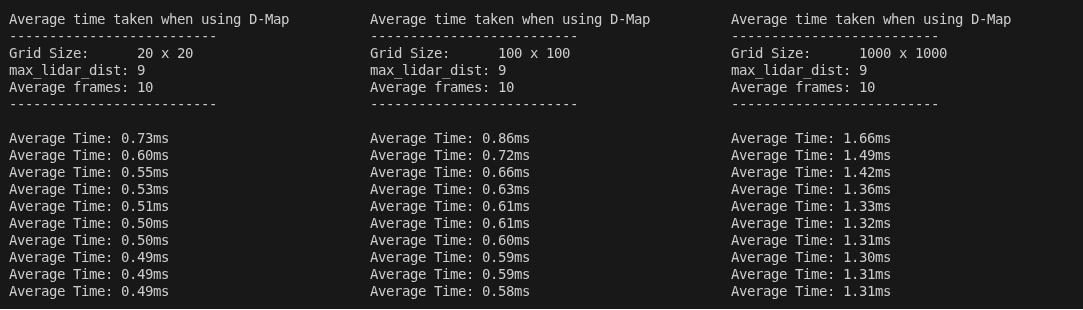 Average time taken when using D-Map
--------------------------
Grid Size:      20 x 20
max_lidar_dist: 9
Average frames: 10
--------------------------
Average Time: 0.73ms
Average Time: 0.60ms
Average Time: 0.55ms
Average Time: 0.53ms
Average Time: 0.51ms
Average Time: 0.50ms
Average Time: 0.50ms
Average Time: 0.49ms
Average Time: 0.49ms
Average Time: 0.49ms
Average time taken when using D-Map
--------------------------
Grid Size:      100 x 100
max_lidar_dist: 9
Average frames: 10
--------------------------
Average Time: 0.86ms
Average Time: 0.72ms
Average Time: 0.66ms
Average Time: 0.63ms
Average Time: 0.61ms
Average Time: 0.61ms
Average Time: 0.60ms
Average Time: 0.59ms
Average Time: 0.59ms
Average Time: 0.58ms
Average time taken when using D-Map
--------------------------
Grid Size:      1000 x 1000
max_lidar_dist: 9
Average frames: 10
--------------------------
Average Time: 1.66ms
Average Time: 1.49ms
Average Time: 1.42ms
Average Time: 1.36ms
Average Time: 1.33ms
Average Time: 1.32ms
Average Time: 1.31ms
Average Time: 1.30ms
Average Time: 1.31ms
Average Time: 1.31ms